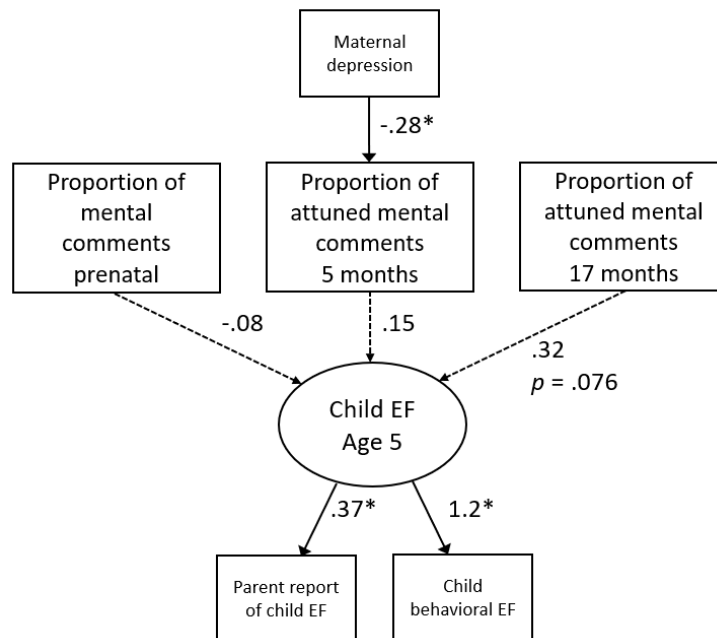 Maternal
depression
-.28*
Proportion of
mental
comments
prenatal
Proportion of
attuned mental
comments
5 months
Proportion of
attuned mental
comments
17 months
-.08
.15
.32
p = .076
Child EF
Age 5
.37*
1.2*
Parent report
of child EF
Child
behavioral EF